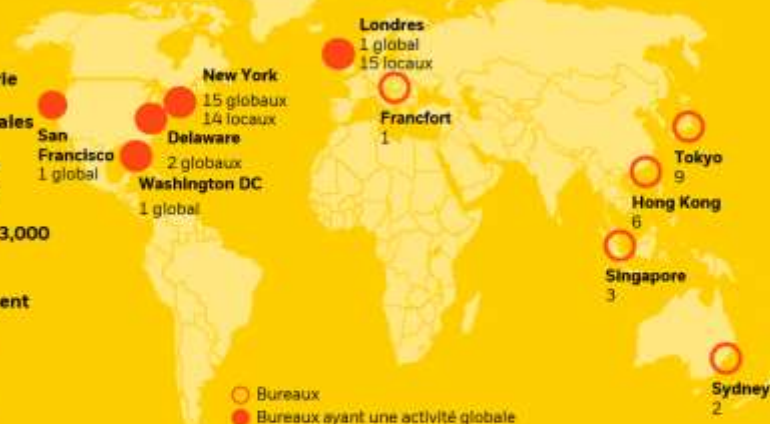 Londres
1 global
15 locaux
New York
15 globaux
14 locaux
San
Francisco
1 global
Delaware
2 globaux
Washington DC
1 global
Francfort
1
Tokyo
9
Hong Kong
6
Singapore
3
Sydney
2
3,000
ent
ales
Bureaux
Bureaux ayant une activité globale